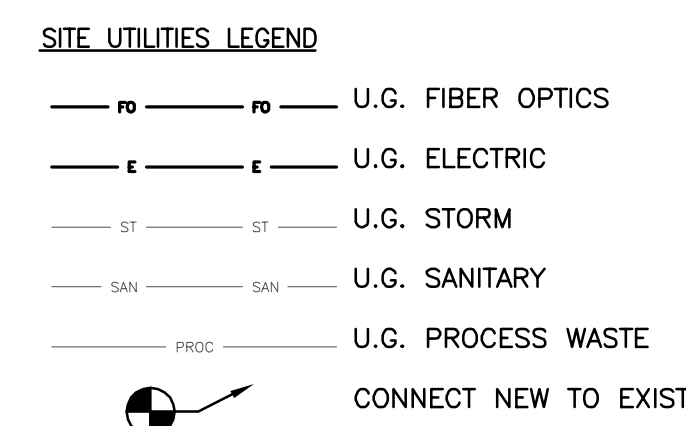 SITE UTILITIES LEGEND
FO FO U.G. FIBER OPTICS
E E U.G. ELECTRIC
ST ST U.G. STORM
SAN SAN U.G. SANITARY
PROC U.G. PROCESS WASTE
CONNECT NEW TO EXIST